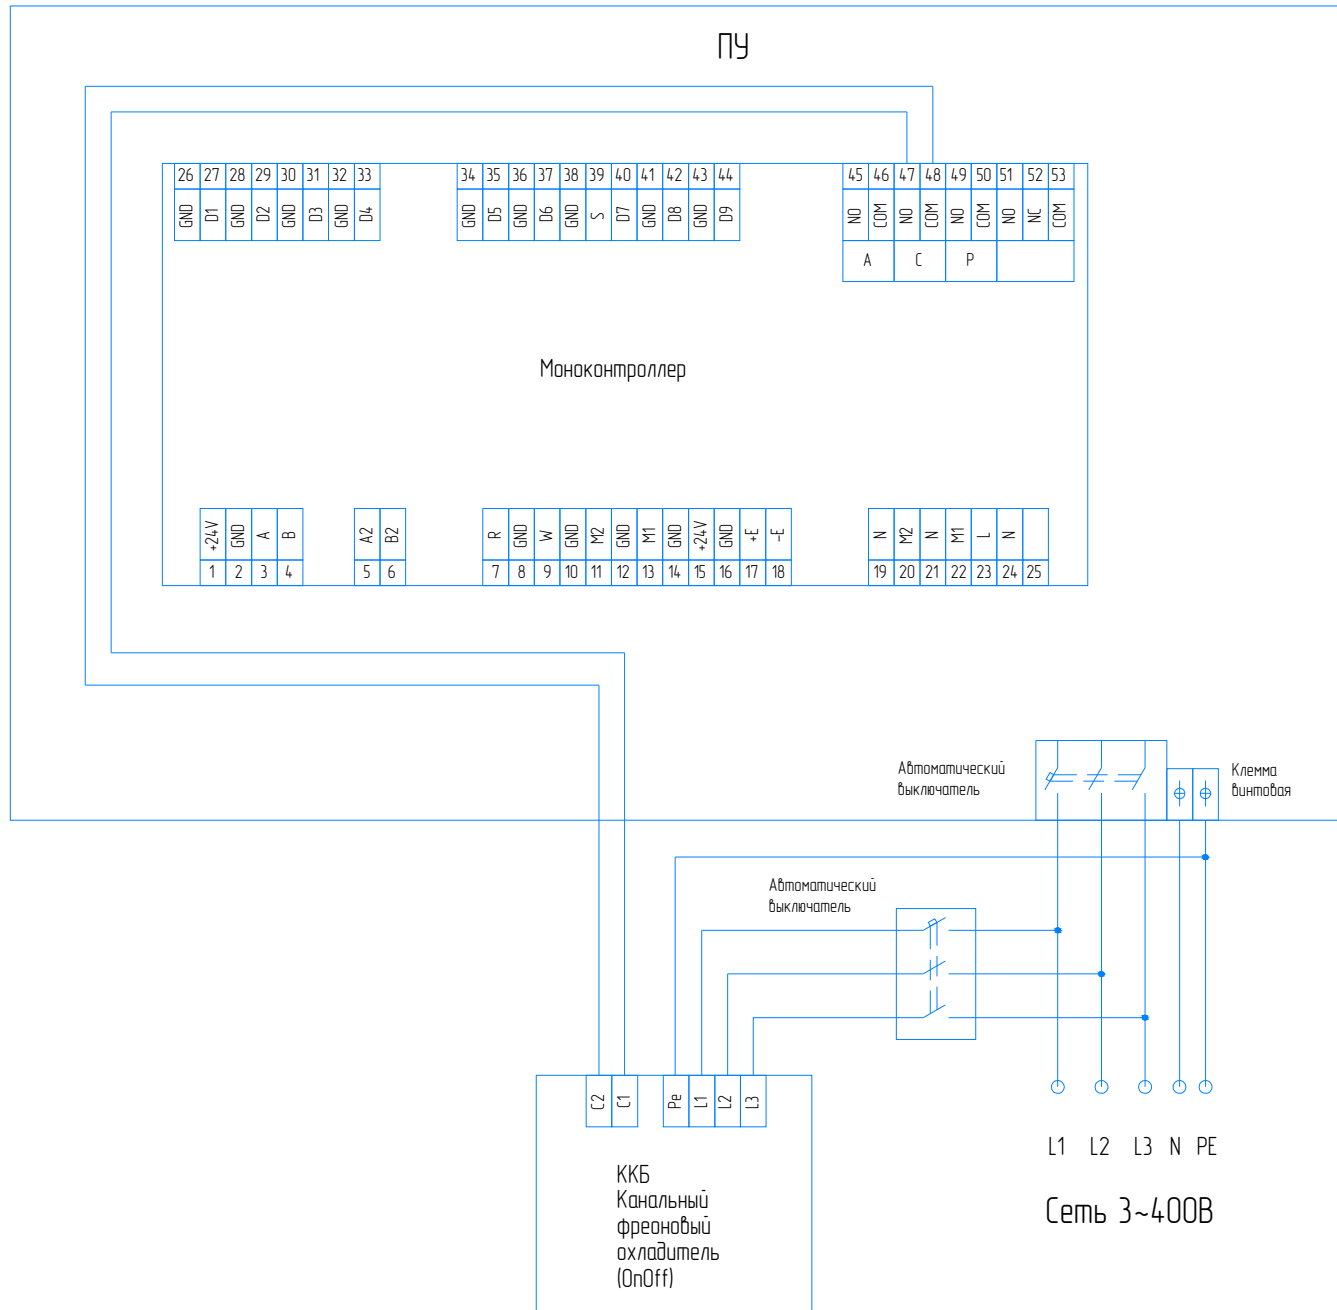 ПУ
26 27 28 29 30 31 32 33
GND D1 GND D2 GND D3 GND D4
34 35 36 37 38 39 40 41 42 43 44
GND D5 GND D6 GND S D7 GND D8 GND D9
45 46 47 48 49 50 51 52 53
NO COM NO COM NO COM NO NC COM
A C P
Моноконтроллер
+24V GND A B
1 2 3 4
A2 B2
5 6
R GND W GND M2 GND M1 GND +24V GND +E -E
7 8 9 10 11 12 13 14 15 16 17 18
N M2 N M1 L N
19 20 21 22 23 24 25
Автоматический
выключатель
Клемма
винтовая
Автоматический
выключатель
C2 C1 Pe L1 L2 L3
ККБ
Канальный
фреоновый
охладитель
(OnOff)
L1 L2 L3 N PE
Сеть 3~400В